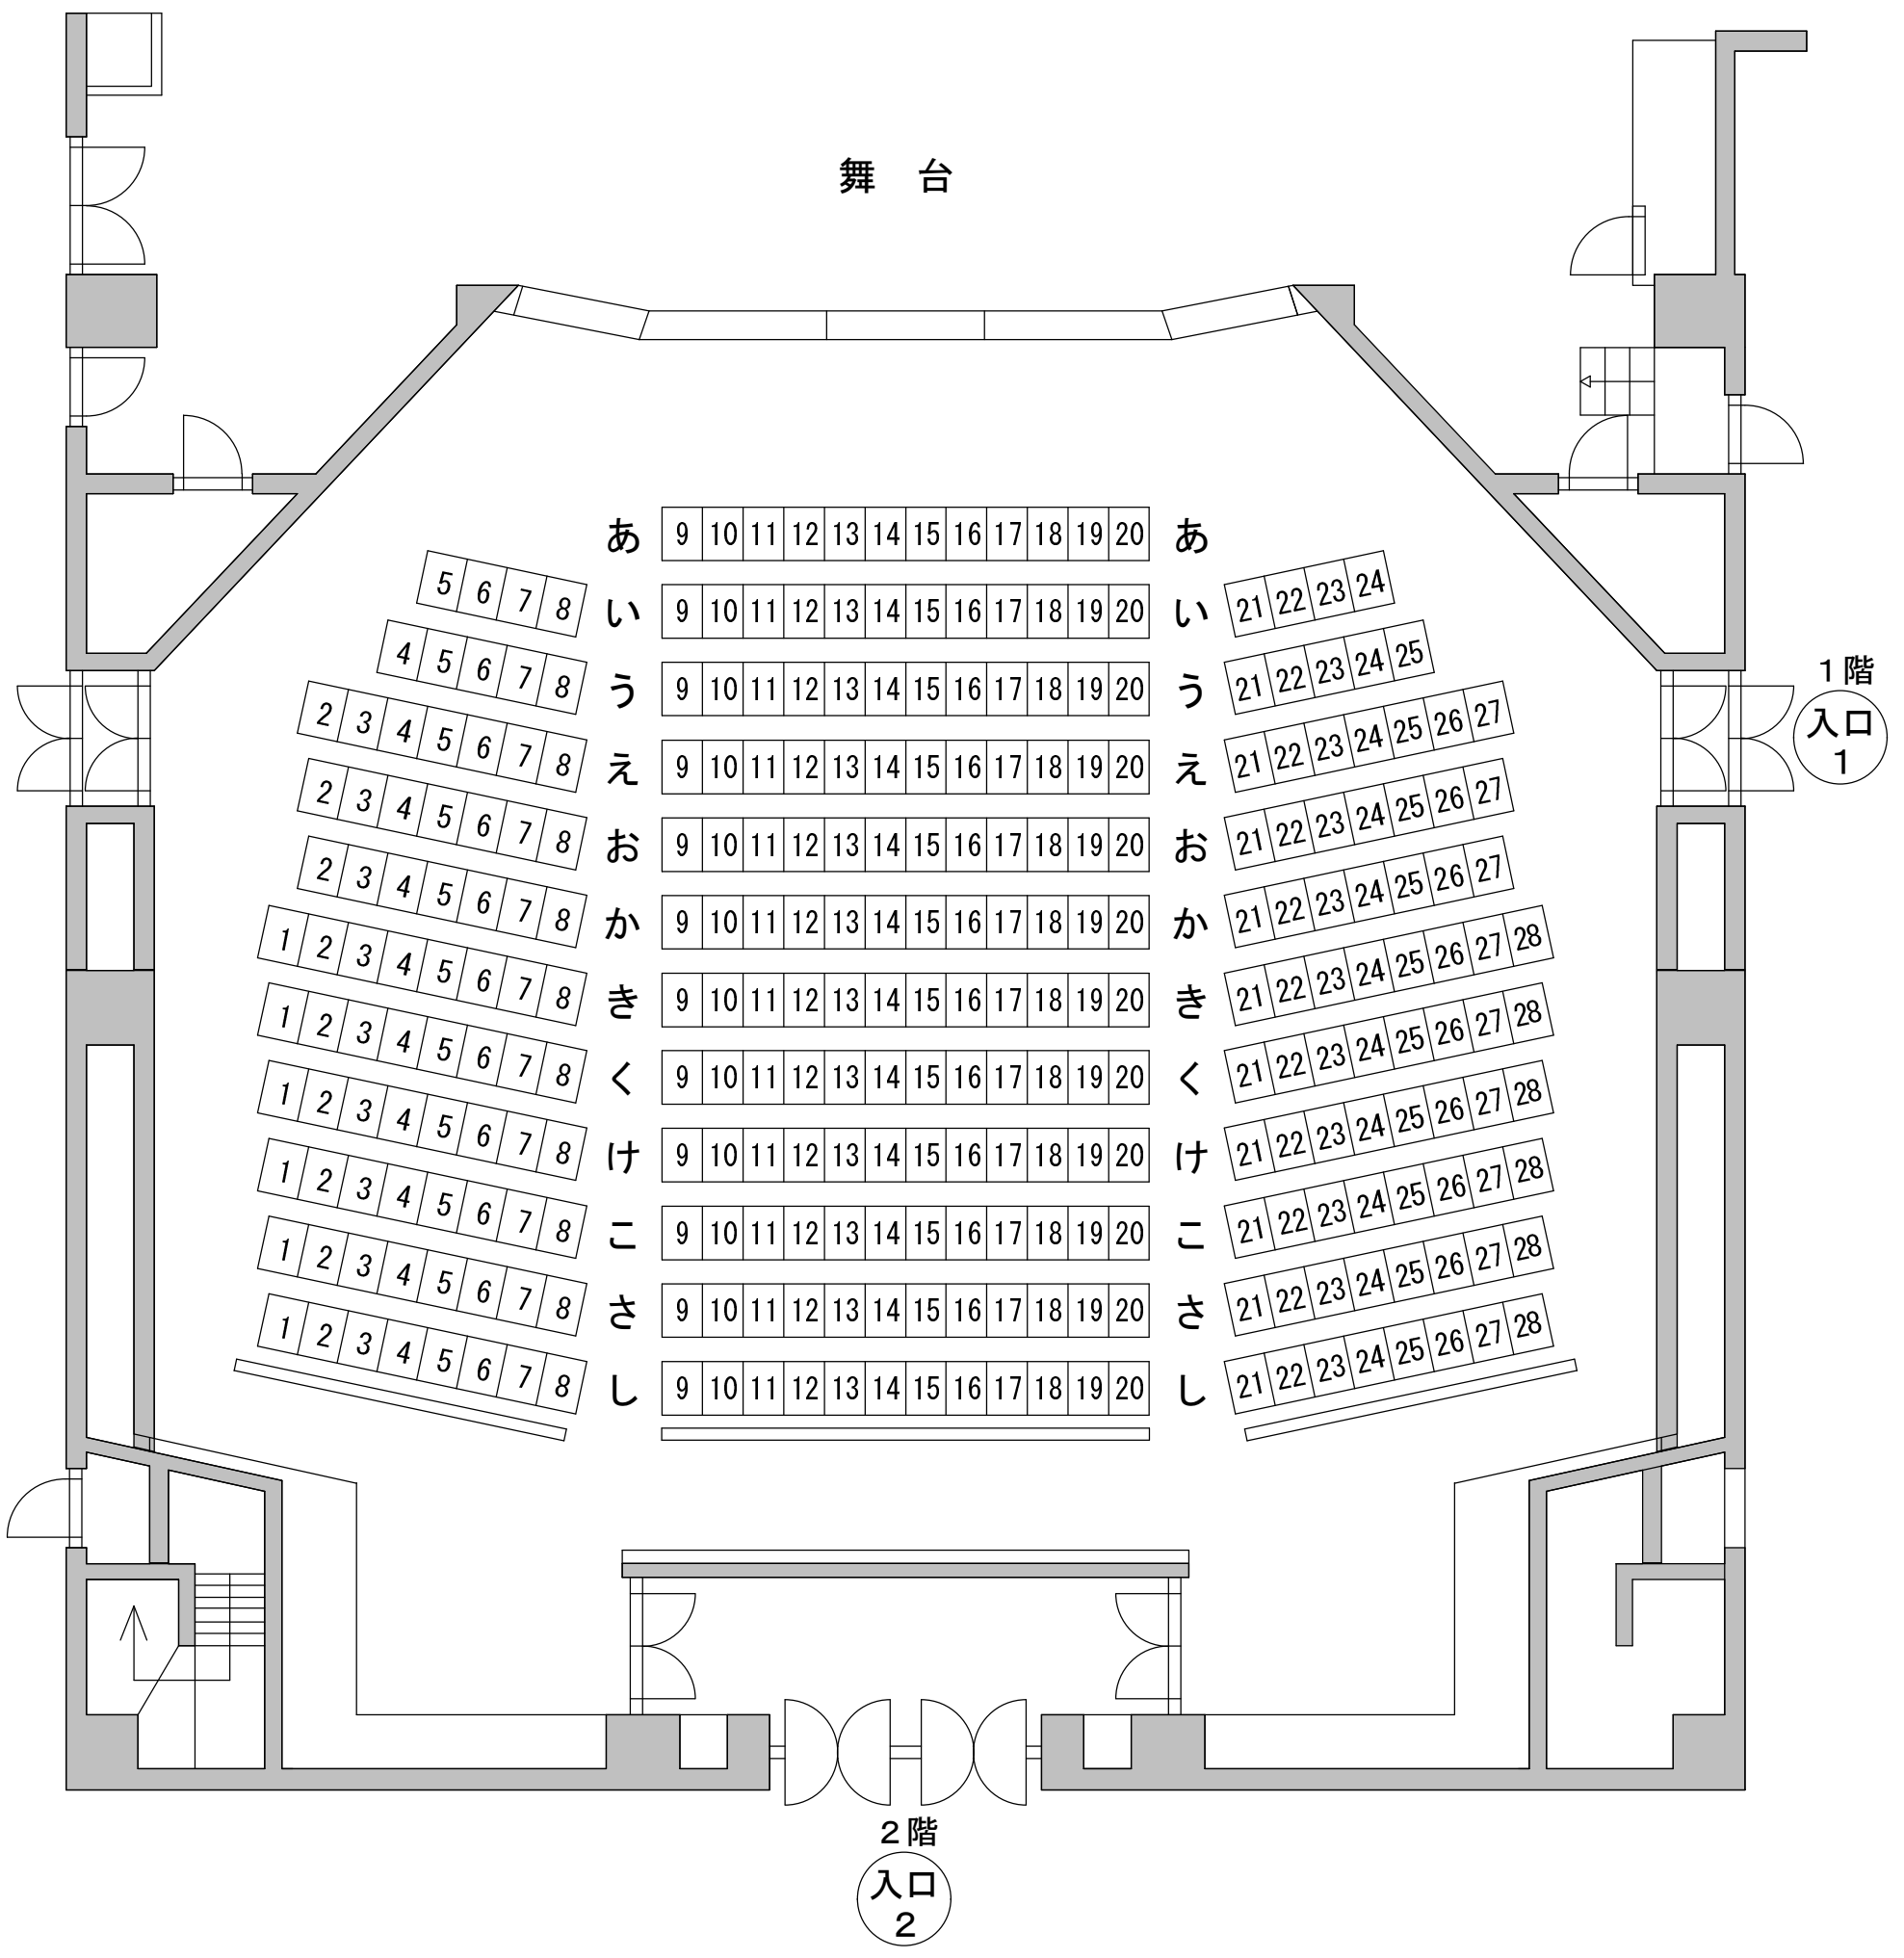 舞 台
あ 9 10 11 12 13 14 15 16 17 18 19 20 あ
5 6 7 8 い 9 10 11 12 13 14 15 16 17 18 19 20 い 21 22 23 24
4 5 6 7 8 う 9 10 11 12 13 14 15 16 17 18 19 20 う 21 22 23 24 25
2 3 4 5 6 7 8 え 9 10 11 12 13 14 15 16 17 18 19 20 え 21 22 23 24 25 26 27
2 3 4 5 6 7 8 お 9 10 11 12 13 14 15 16 17 18 19 20 お 21 22 23 24 25 26 27
2 3 4 5 6 7 8 か 9 10 11 12 13 14 15 16 17 18 19 20 か 21 22 23 24 25 26 27
1 2 3 4 5 6 7 8 き 9 10 11 12 13 14 15 16 17 18 19 20 き 21 22 23 24 25 26 27 28
1 2 3 4 5 6 7 8 く 9 10 11 12 13 14 15 16 17 18 19 20 く 21 22 23 24 25 26 27 28
1 2 3 4 5 6 7 8 け 9 10 11 12 13 14 15 16 17 18 19 20 け 21 22 23 24 25 26 27 28
1 2 3 4 5 6 7 8 こ 9 10 11 12 13 14 15 16 17 18 19 20 こ 21 22 23 24 25 26 27 28
1 2 3 4 5 6 7 8 さ 9 10 11 12 13 14 15 16 17 18 19 20 さ 21 22 23 24 25 26 27 28
1 2 3 4 5 6 7 8 し 9 10 11 12 13 14 15 16 17 18 19 20 し 21 22 23 24 25 26 27 28
１階
入口
1
２階
入口
2